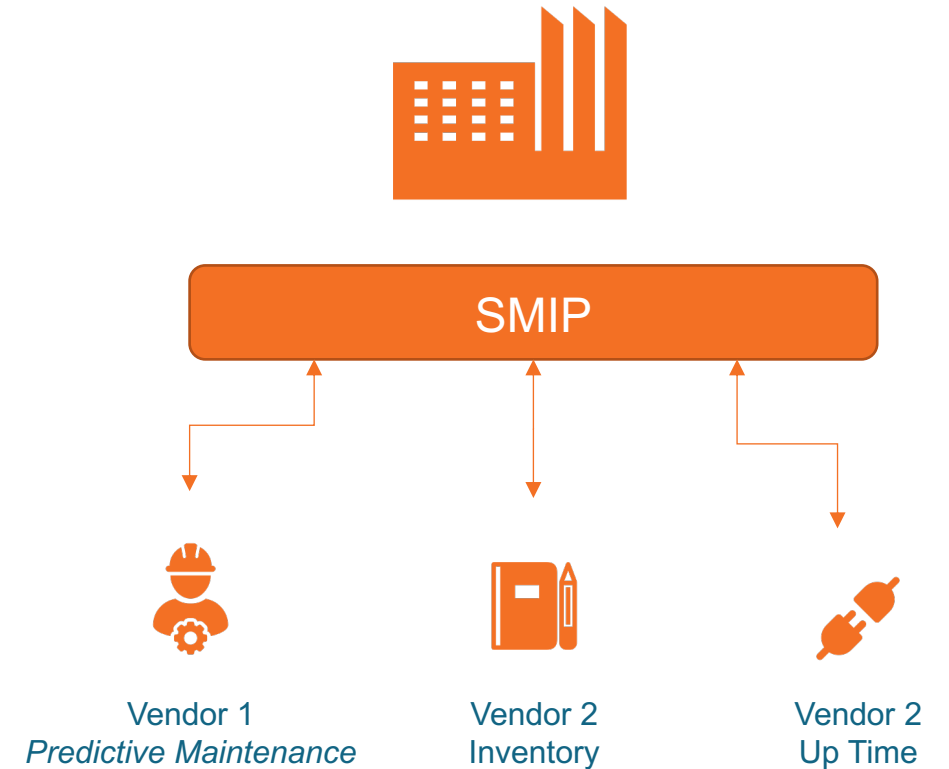 SMIP
Vendor 1
Predictive Maintenance
Vendor 2
Inventory
Vendor 2
Up Time